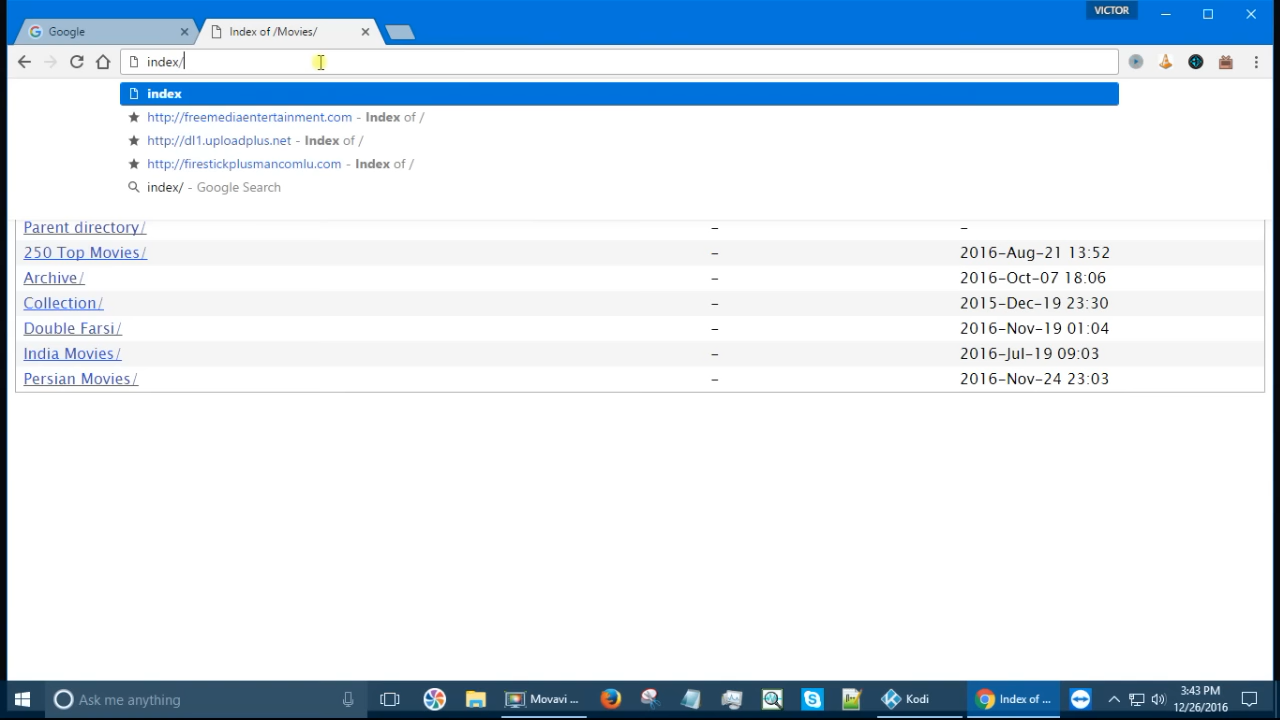 VICTOR
Google
Index of /Movies/
index/
index
http://freemediaentertainment.com - Index of /
http://dl1.uploadplus.net - Index of /
http://firestickplusmancomlu.com - Index of /
index/ - Google Search
Parent directory/ - -
250 Top Movies/ - 2016-Aug-21 13:52
Archive/ - 2016-Oct-07 18:06
Collection/ - 2015-Dec-19 23:30
Double Farsi/ - 2016-Nov-19 01:04
India Movies/ - 2016-Jul-19 09:03
Persian Movies/ - 2016-Nov-24 23:03
Ask me anything Movavi ... Kodi Index of ... 3:43 PM
12/26/2016